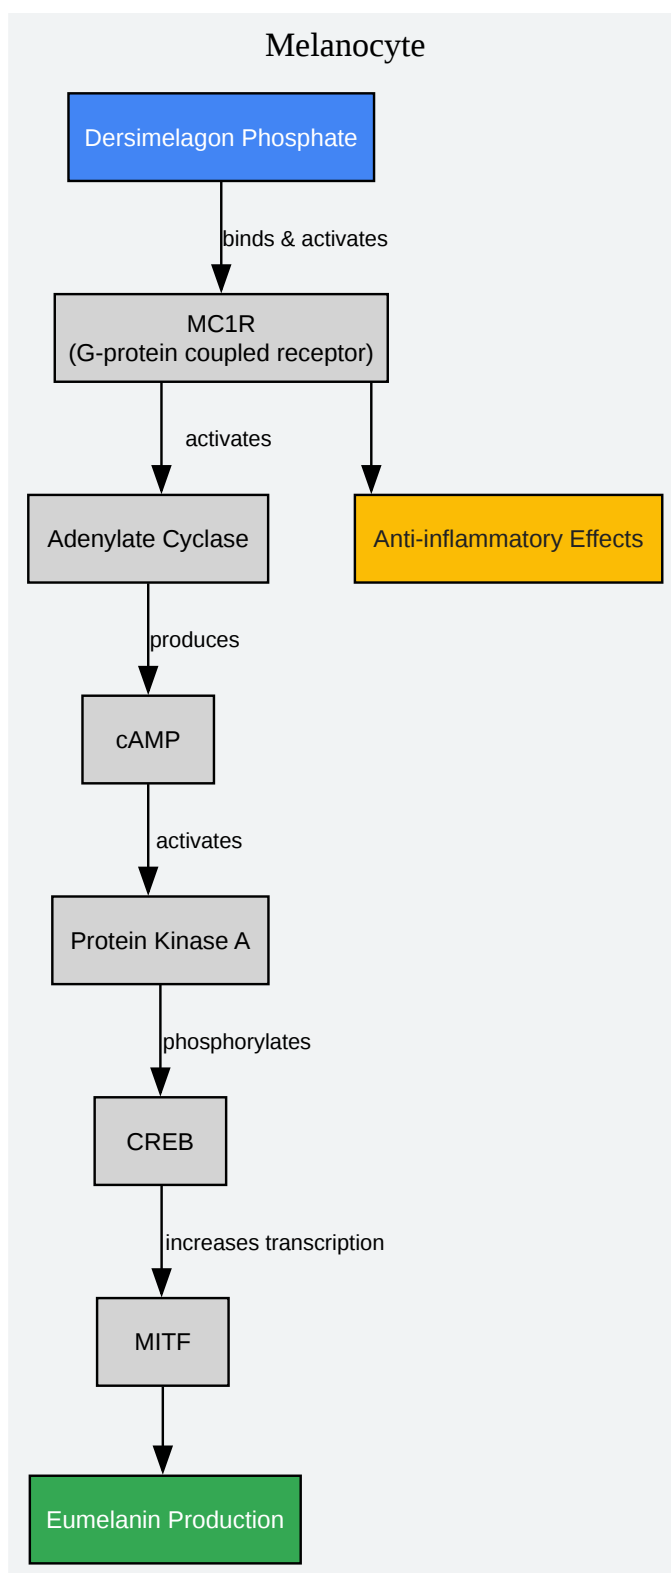 Melanocyte
Dersimelagon Phosphate
binds & activates
MC1R
(G-protein coupled receptor)
activates
Adenylate Cyclase
Anti-inflammatory Effects
produces
cAMP
activates
Protein Kinase A
phosphorylates
CREB
increases transcription
MITF
Eumelanin Production